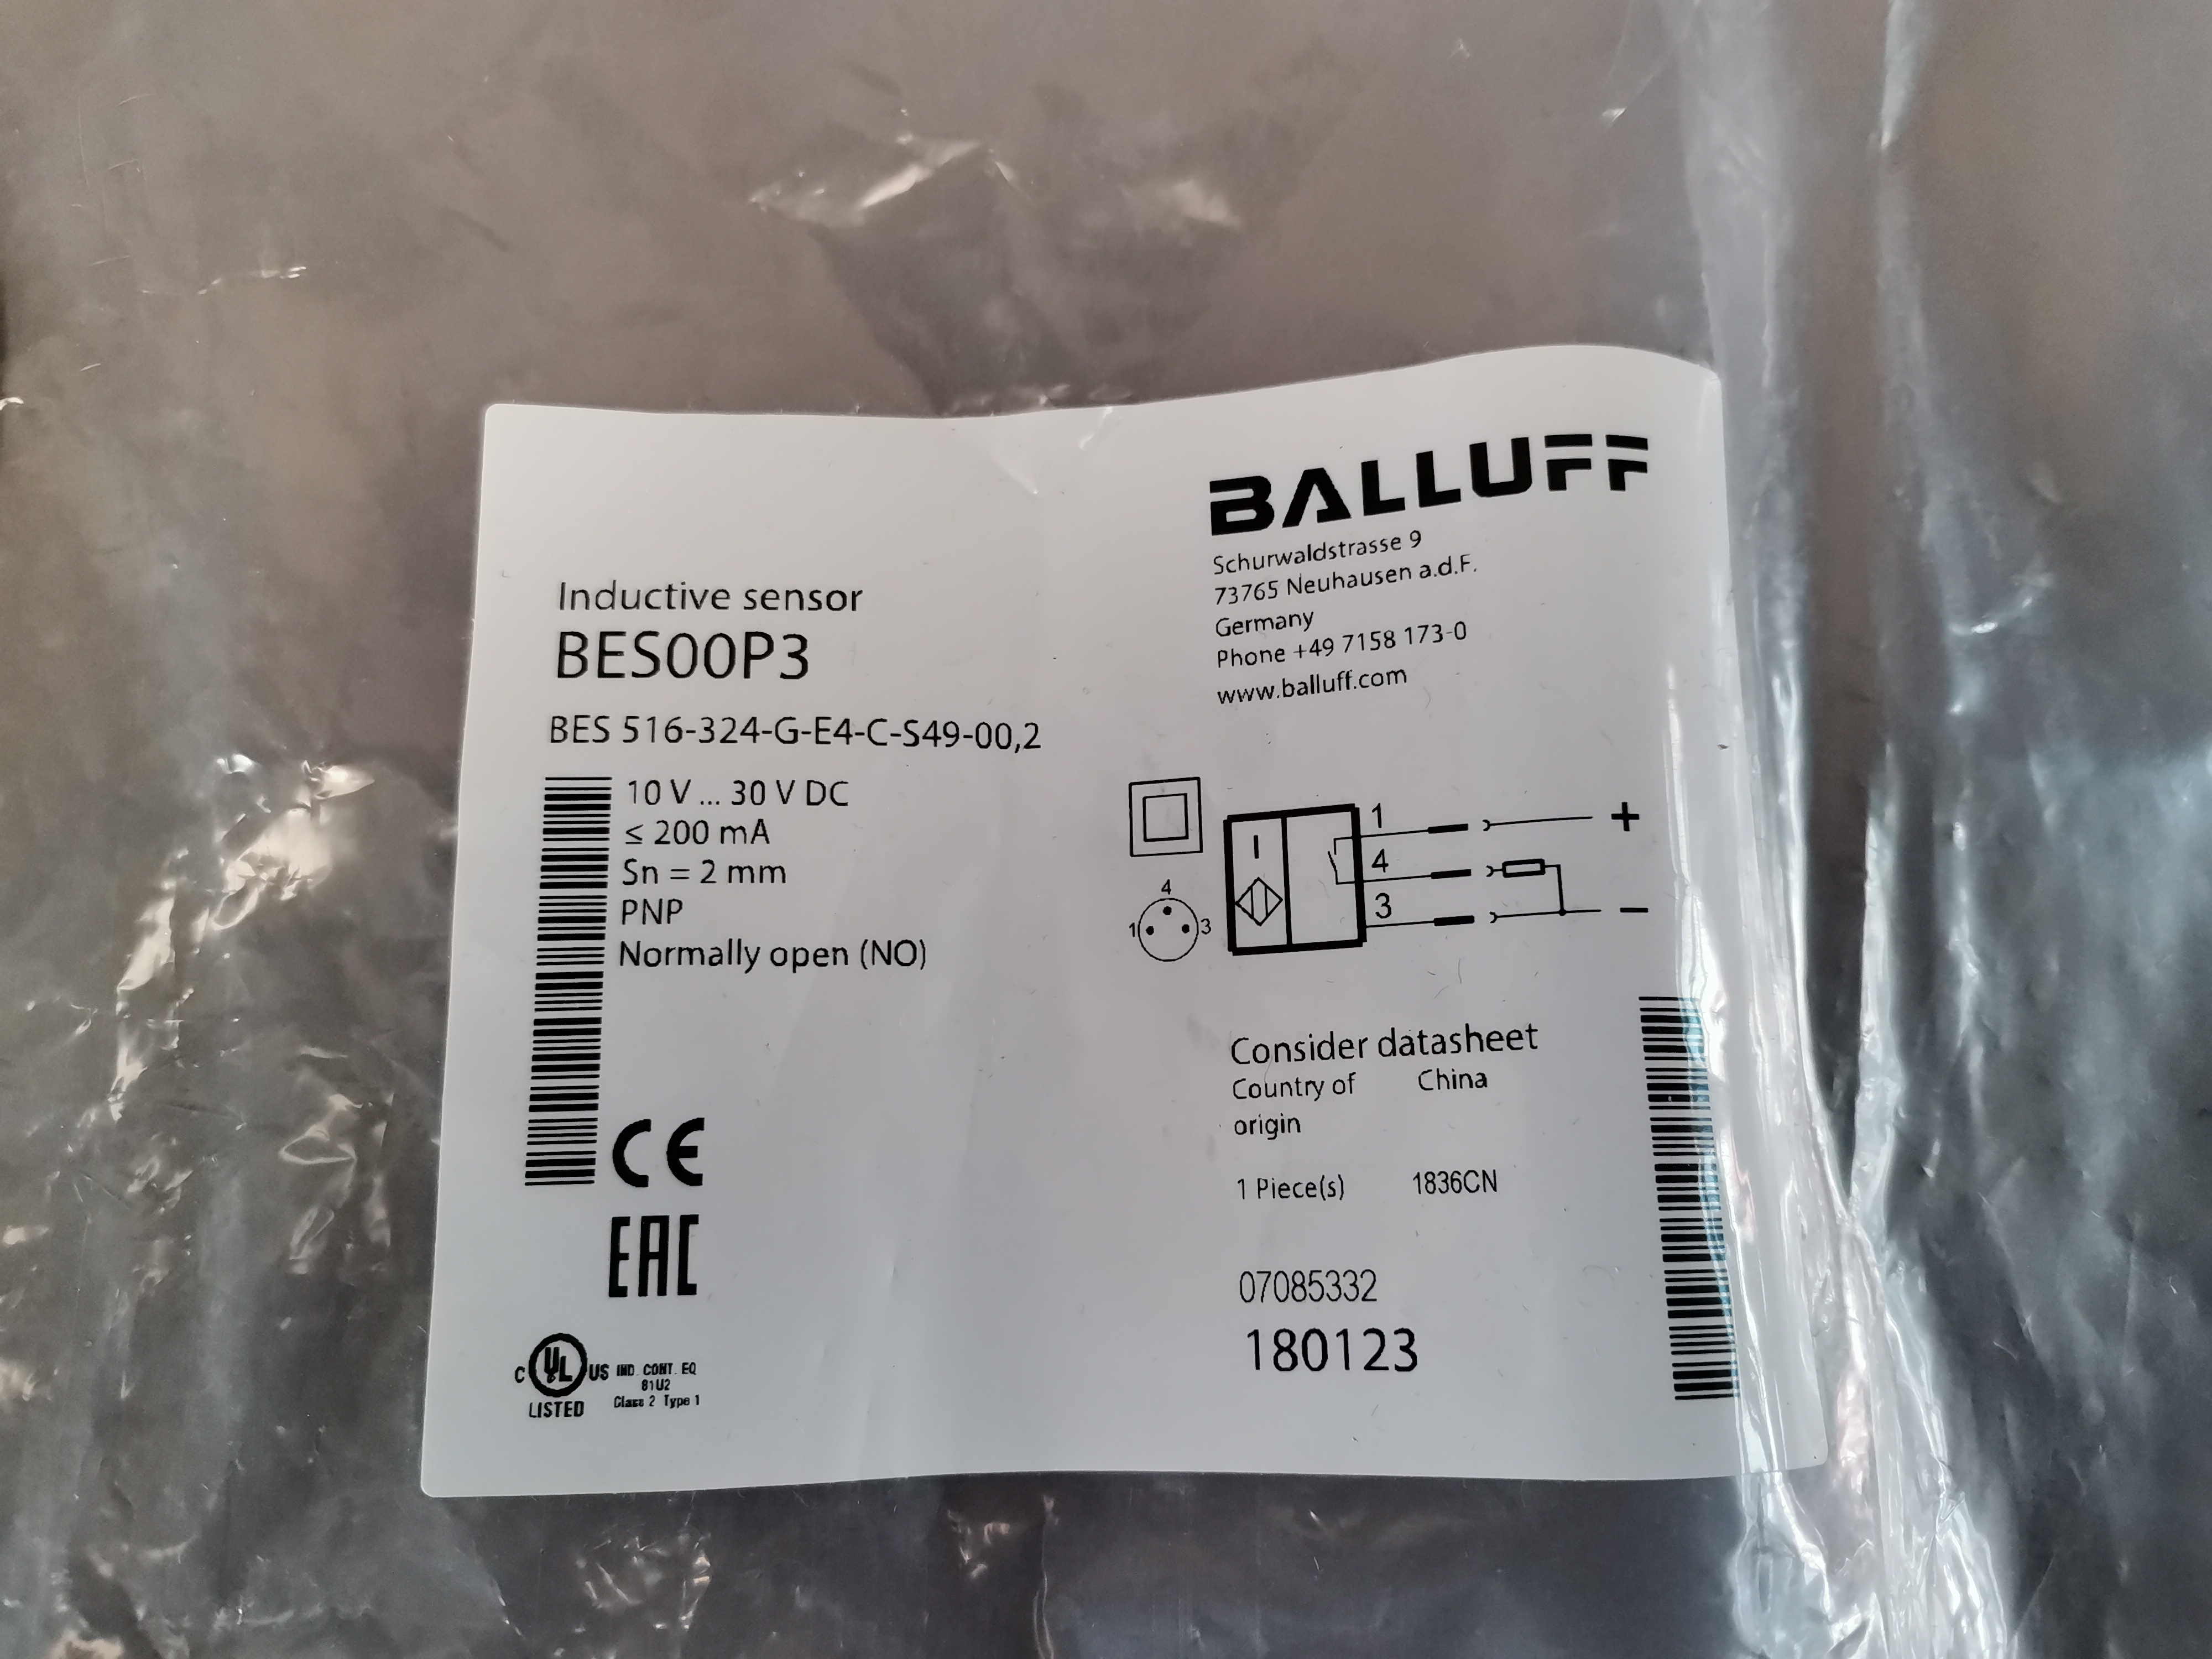 BALLUFF
Schurwaldstrasse 9
73765 Neuhausen a.d.F.
Germany
Phone +49 7158 173-0
www.balluff.com
Inductive sensor
BES00P3
BES 516-324-G-E4-C-S49-00,2
10 V ... 30 V DC
≤ 200 mA
Sn = 2 mm
PNP
Normally open (NO)
1 +
4
3 −
4
1 3
Consider datasheet
Country of China
origin
1 Piece(s) 1836CN
07085332
180123
CE
EAC
C UL US IND. CONT. EQ
81U2
LISTED Class 2 Type 1